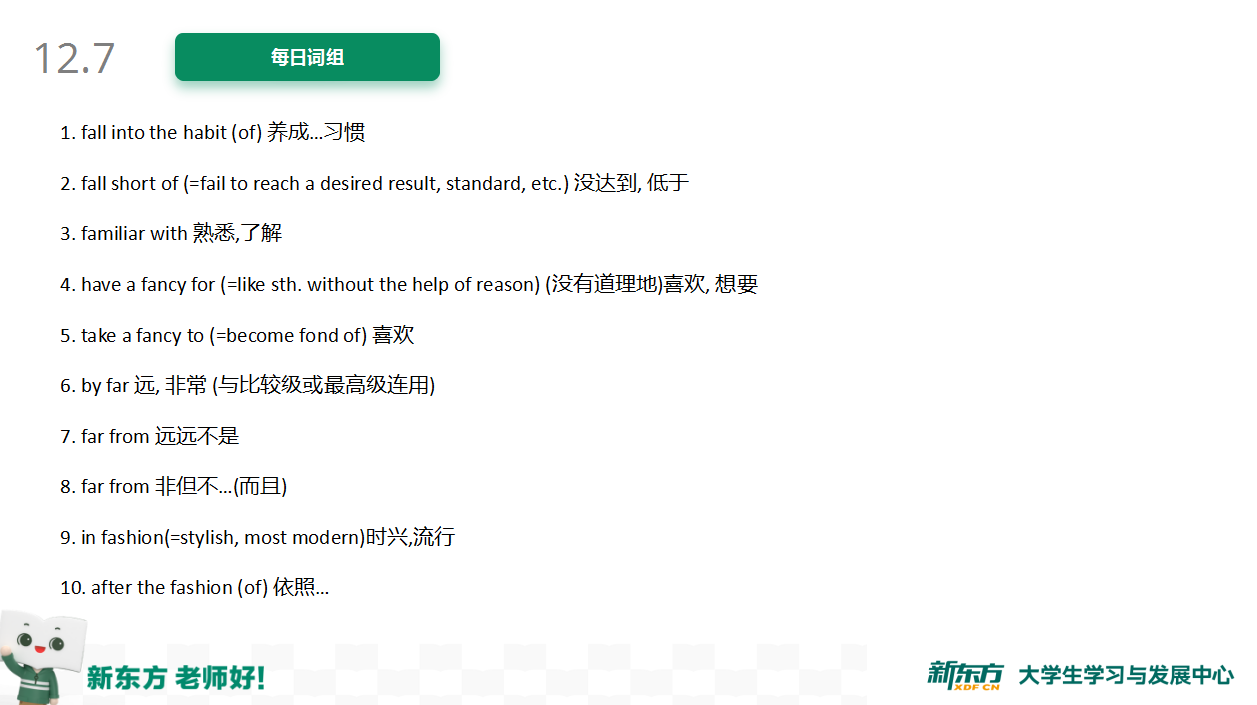 12.7
每日词组
1. fall into the habit (of) 养成...习惯
2. fall short of (=fail to reach a desired result, standard, etc.) 没达到, 低于
3. familiar with 熟悉,了解
4. have a fancy for (=like sth. without the help of reason) (没有道理地)喜欢, 想要
5. take a fancy to (=become fond of) 喜欢
6. by far 远, 非常 (与比较级或最高级连用)
7. far from 远远不是
8. far from 非但不...(而且)
9. in fashion(=stylish, most modern)时兴,流行
10. after the fashion (of) 依照...
新东方 老师好!
新东方 XDF.CN 大学生学习与发展中心